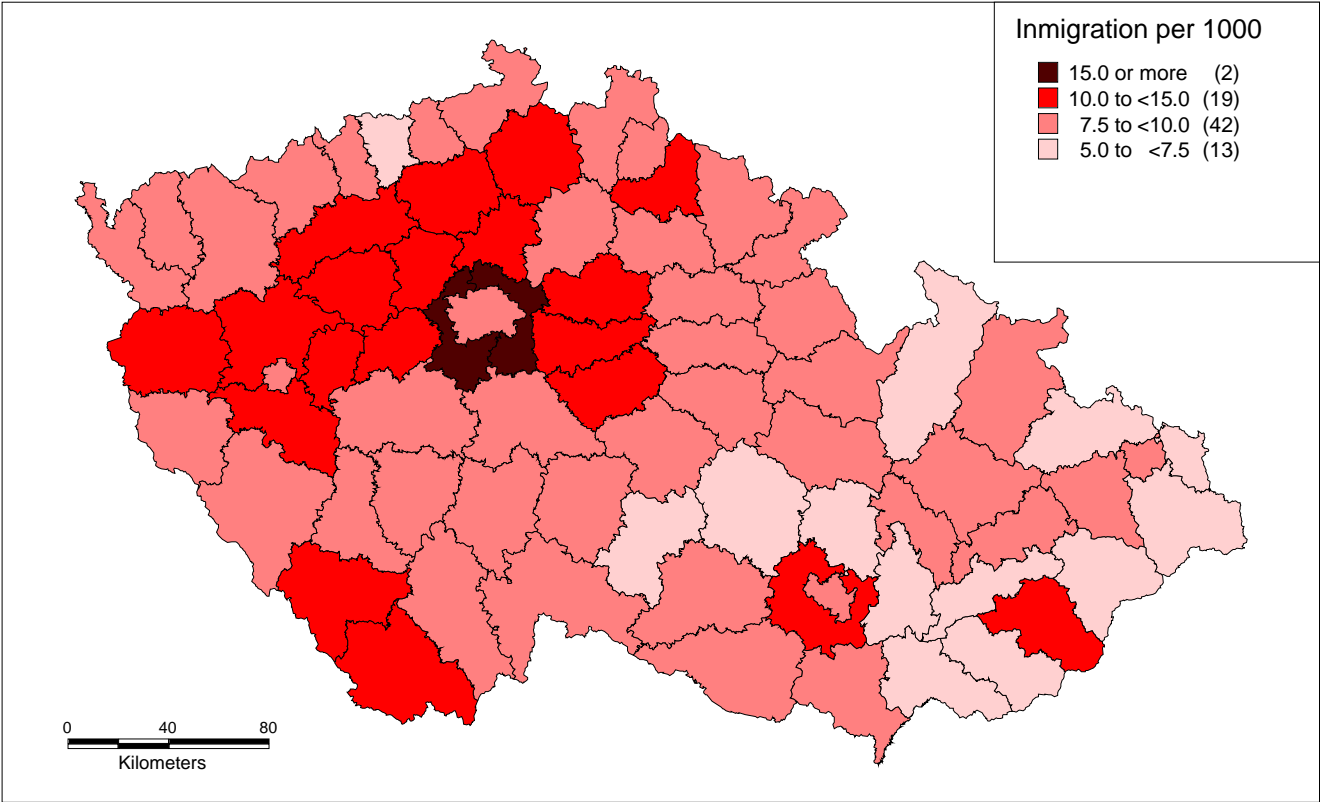 Inmigration per 1000
15.0 or more (2)
10.0 to <15.0 (19)
7.5 to <10.0 (42)
5.0 to <7.5 (13)
0 40 80
Kilometers